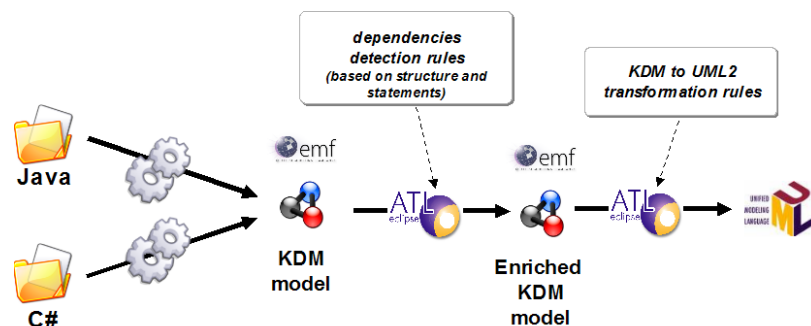 dependencies
detection rules
(based on structure and
statements)
KDM to UML2
transformation rules
Java
C#
emf
KDM
model
ATL
eclipse
emf
Enriched
KDM
model
ATL
eclipse
UNIFIED
MODELING
LANGUAGE
UML